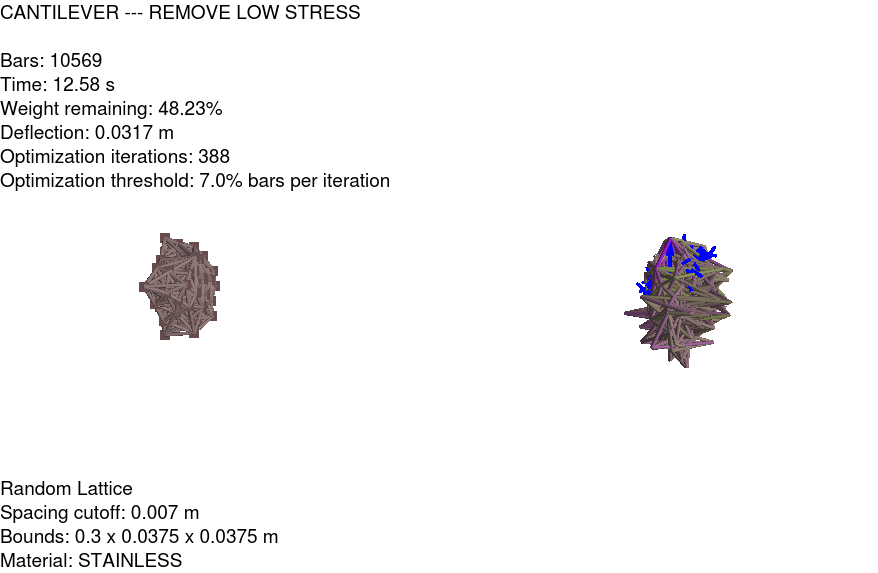 CANTILEVER --- REMOVE LOW STRESS
Bars: 10569
Time: 12.58 s
Weight remaining: 48.23%
Deflection: 0.0317 m
Optimization iterations: 388
Optimization threshold: 7.0% bars per iteration
Random Lattice
Spacing cutoff: 0.007 m
Bounds: 0.3 x 0.0375 x 0.0375 m
Material: STAINLESS